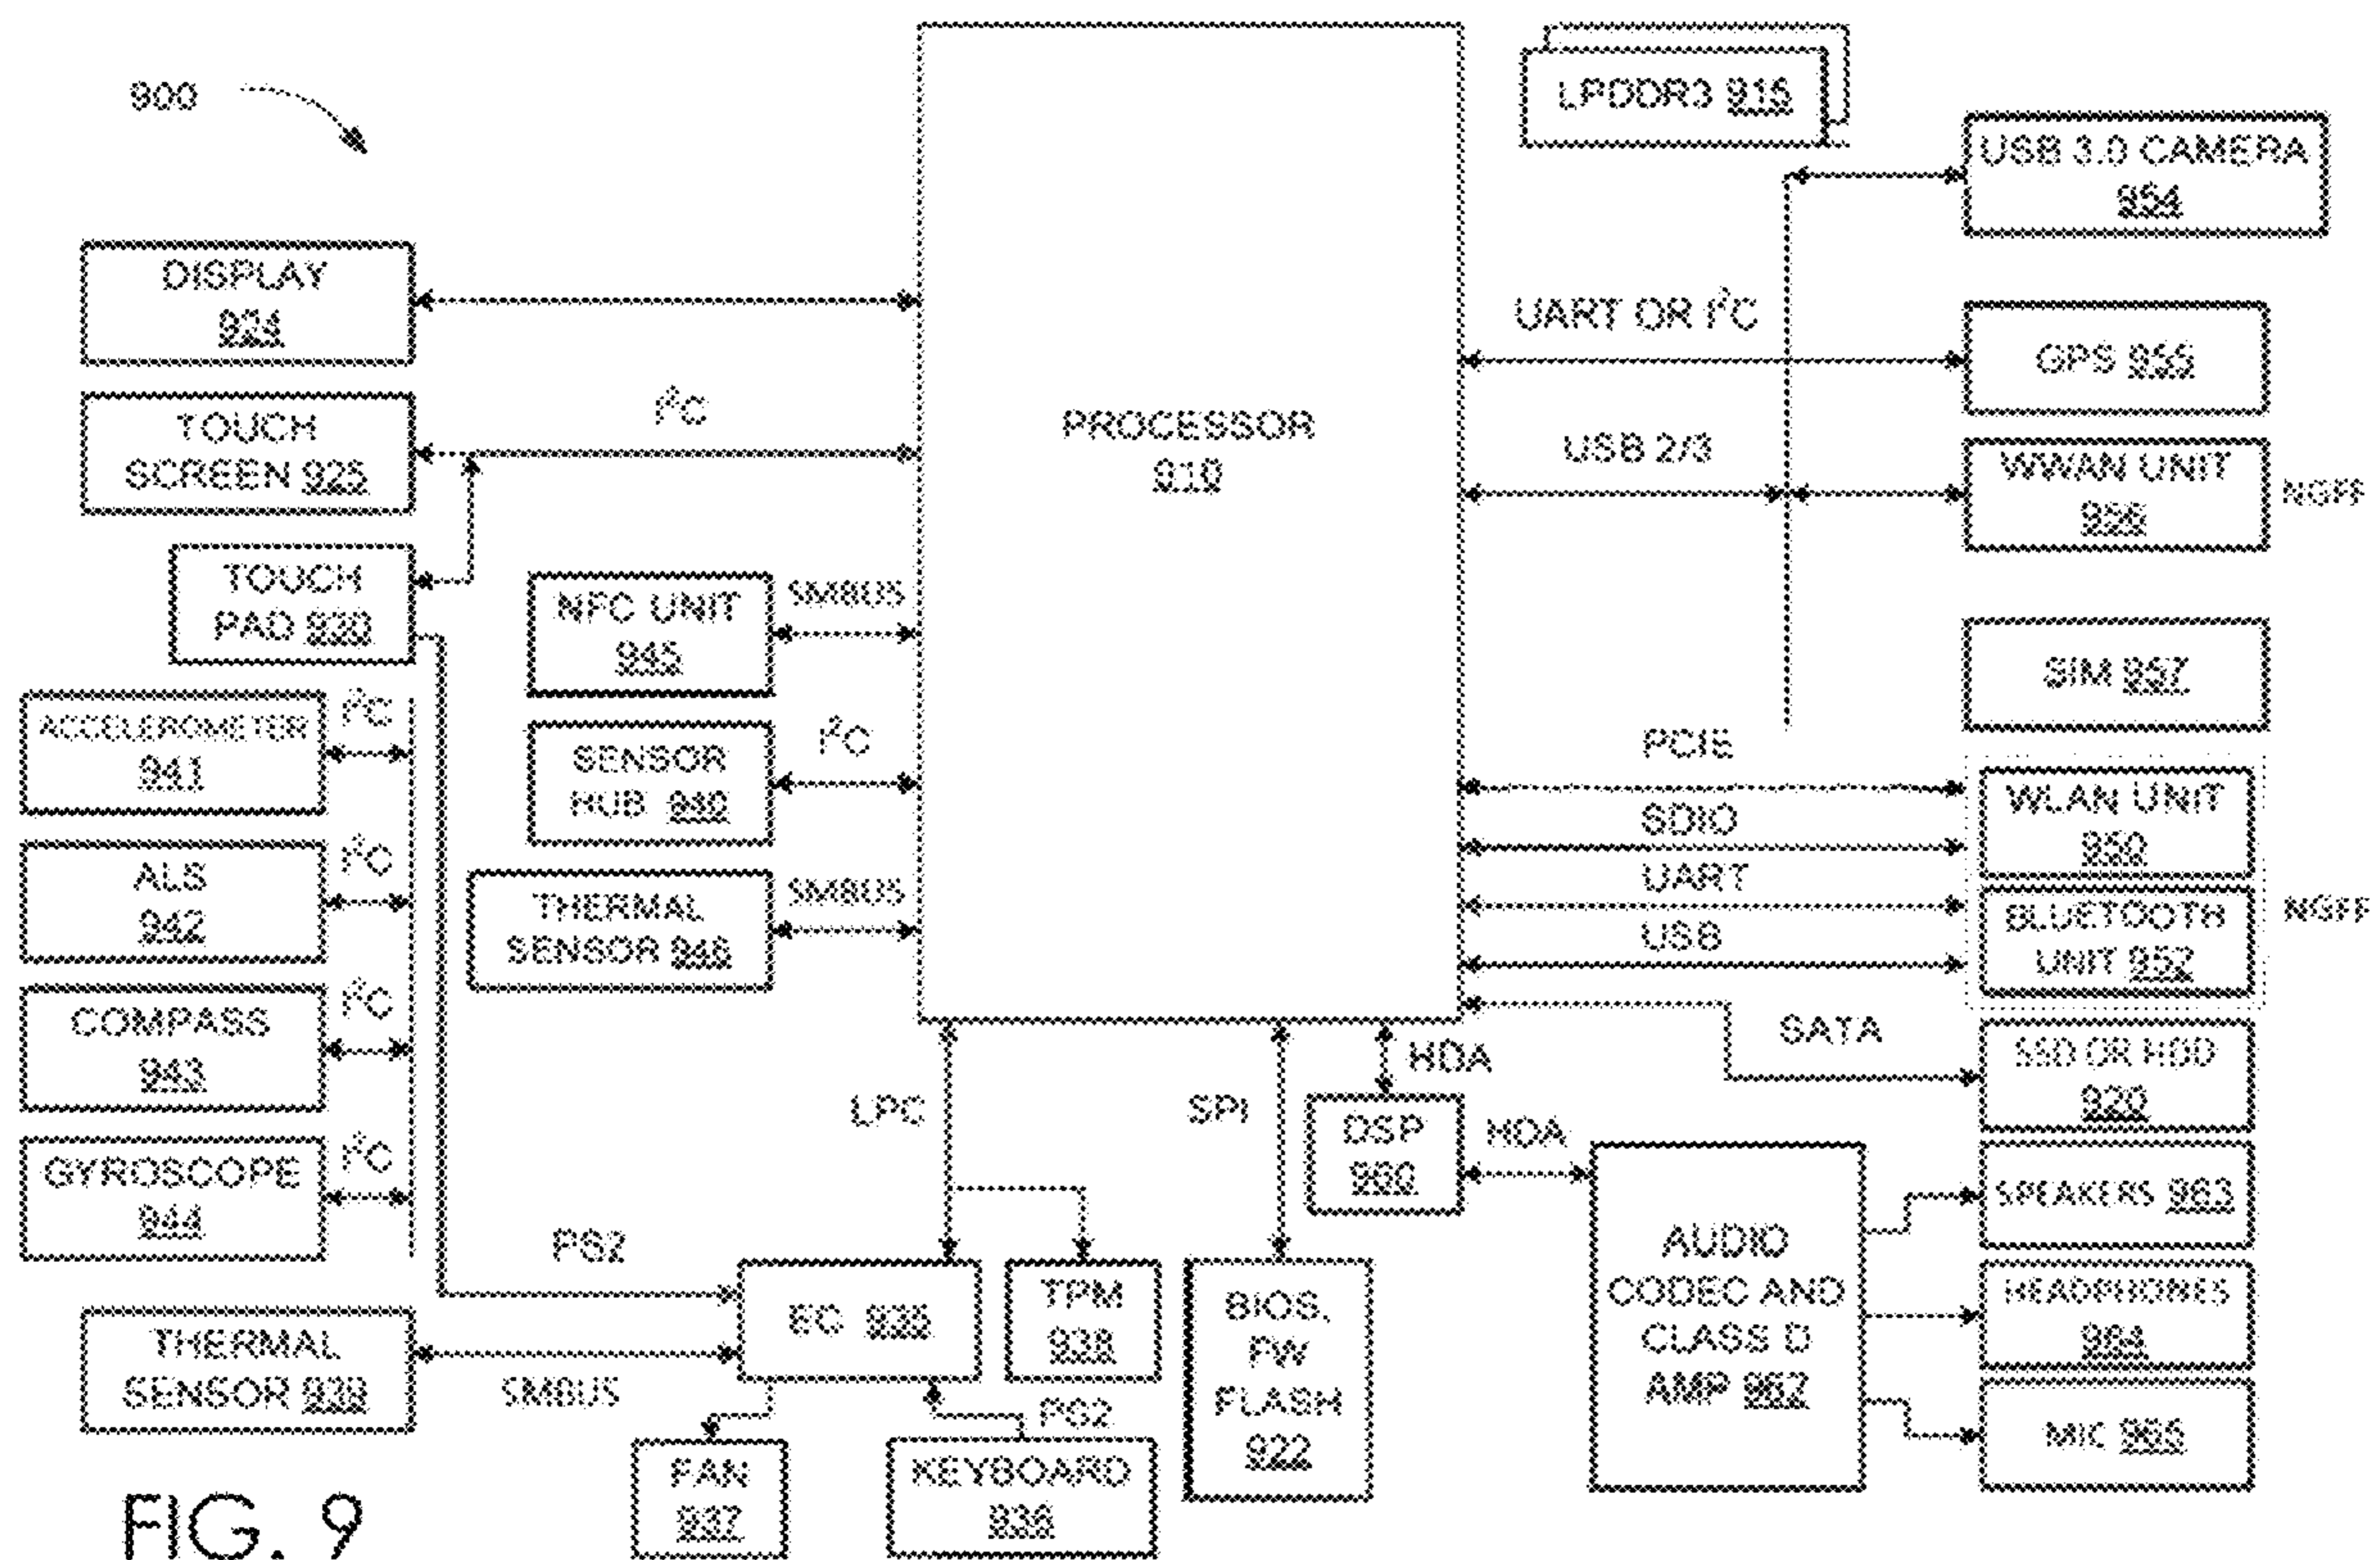 900
LPDDR3 915
USB 3.0 CAMERA
954
DISPLAY
924
UART OR I²C
GPS 955
TOUCH
SCREEN 925
I²C
PROCESSOR
910
USB 2/3
WWAN UNIT
956
NGFF
TOUCH
PAD 930
NFC UNIT
945
SMBUS
SIM 957
ACCELEROMETER
941
I²C
SENSOR
HUB 940
I²C
PCIE
WLAN UNIT
950
SDIO
ALS
942
I²C
THERMAL
SENSOR 946
SMBUS
UART
BLUETOOTH
UNIT 952
NGFF
USB
COMPASS
943
I²C
SATA
SSD OR HDD
920
HDA
LPC
SPI
DSP
960
HDA
GYROSCOPE
944
I²C
SPEAKERS 963
PS2
AUDIO
CODEC AND
CLASS D
AMP 962
HEADPHONES
964
EC 935
TPM
938
BIOS,
FW
FLASH
922
THERMAL
SENSOR 939
SMBUS
PS2
MIC 965
FAN
937
KEYBOARD
936
FIG. 9